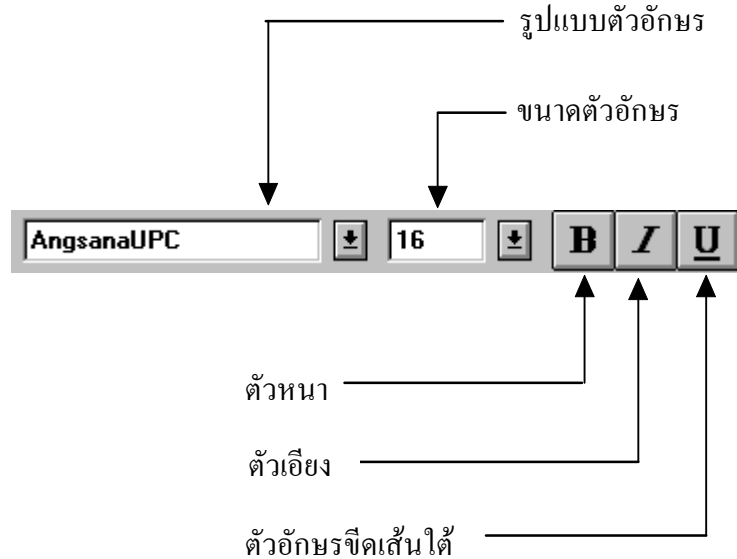 รูปแบบตัวอักษร
ขนาดตัวอักษร
AngsanaUPC 16 B I U
ตัวหนา
ตัวเอียง
ตัวอักษรขีดเส้นใต้